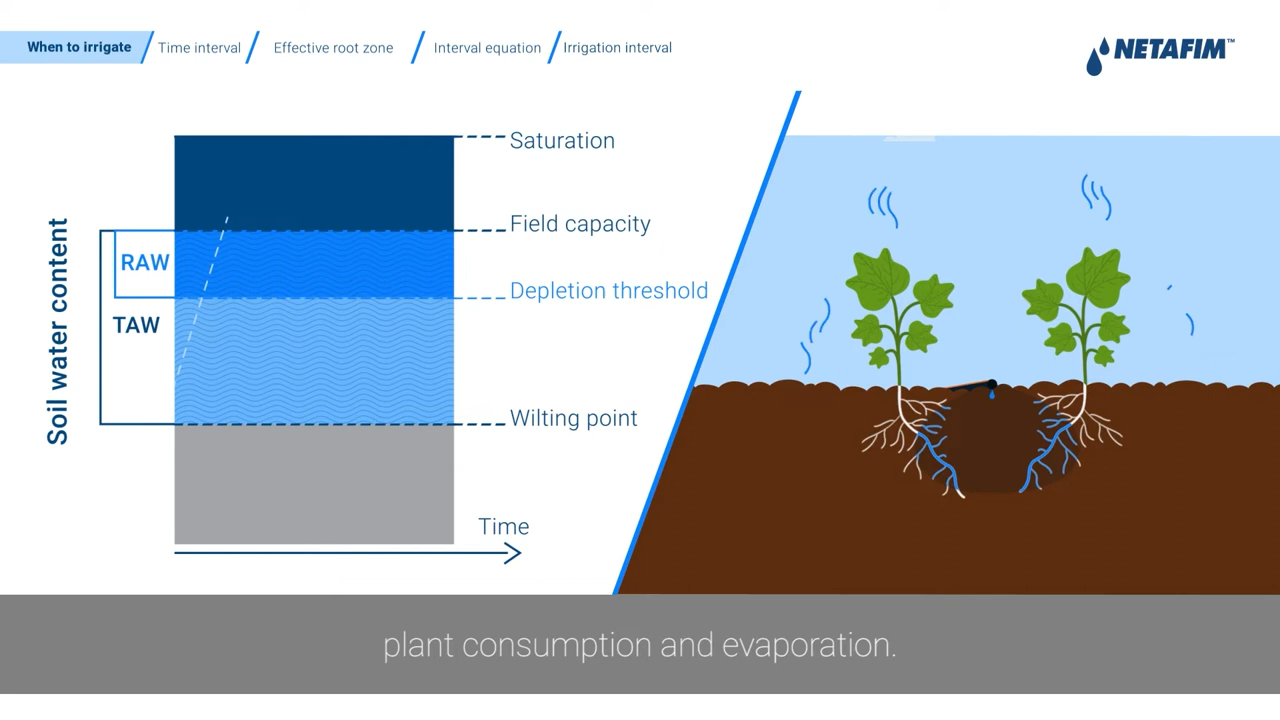 When to irrigate
Time interval
Effective root zone
Interval equation
Irrigation interval
NETAFIM™
Soil water content
RAW
TAW
Saturation
Field capacity
Depletion threshold
Wilting point
Time
plant consumption and evaporation.